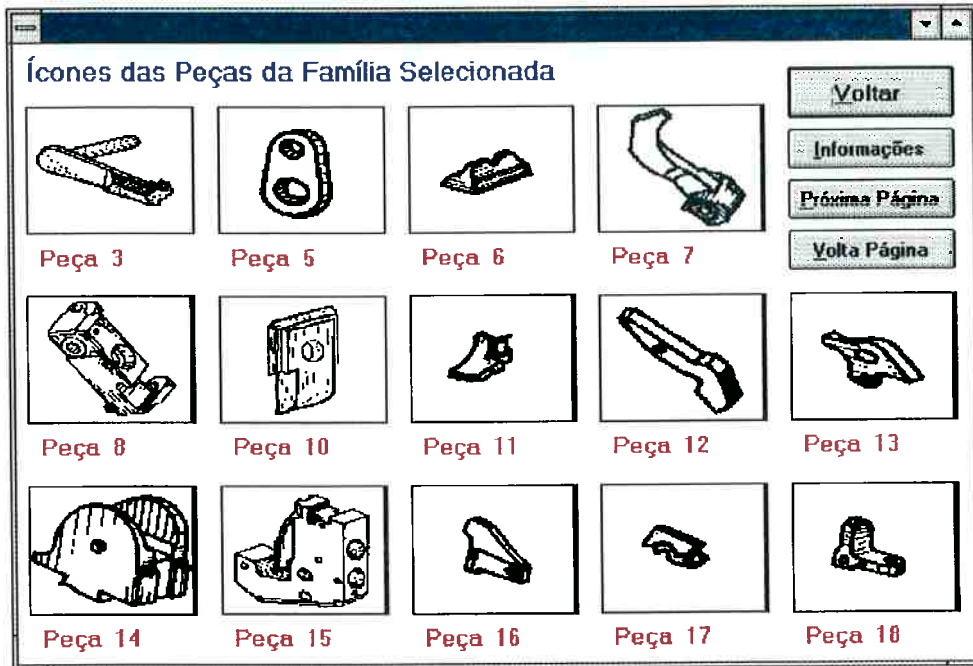 Ícones das Peças da Família Selecionada
Voltar
Informações
Próxima Página
Volta Página
Peça 3
Peça 5
Peça 6
Peça 7
Peça 8
Peça 10
Peça 11
Peça 12
Peça 13
Peça 14
Peça 15
Peça 16
Peça 17
Peça 18